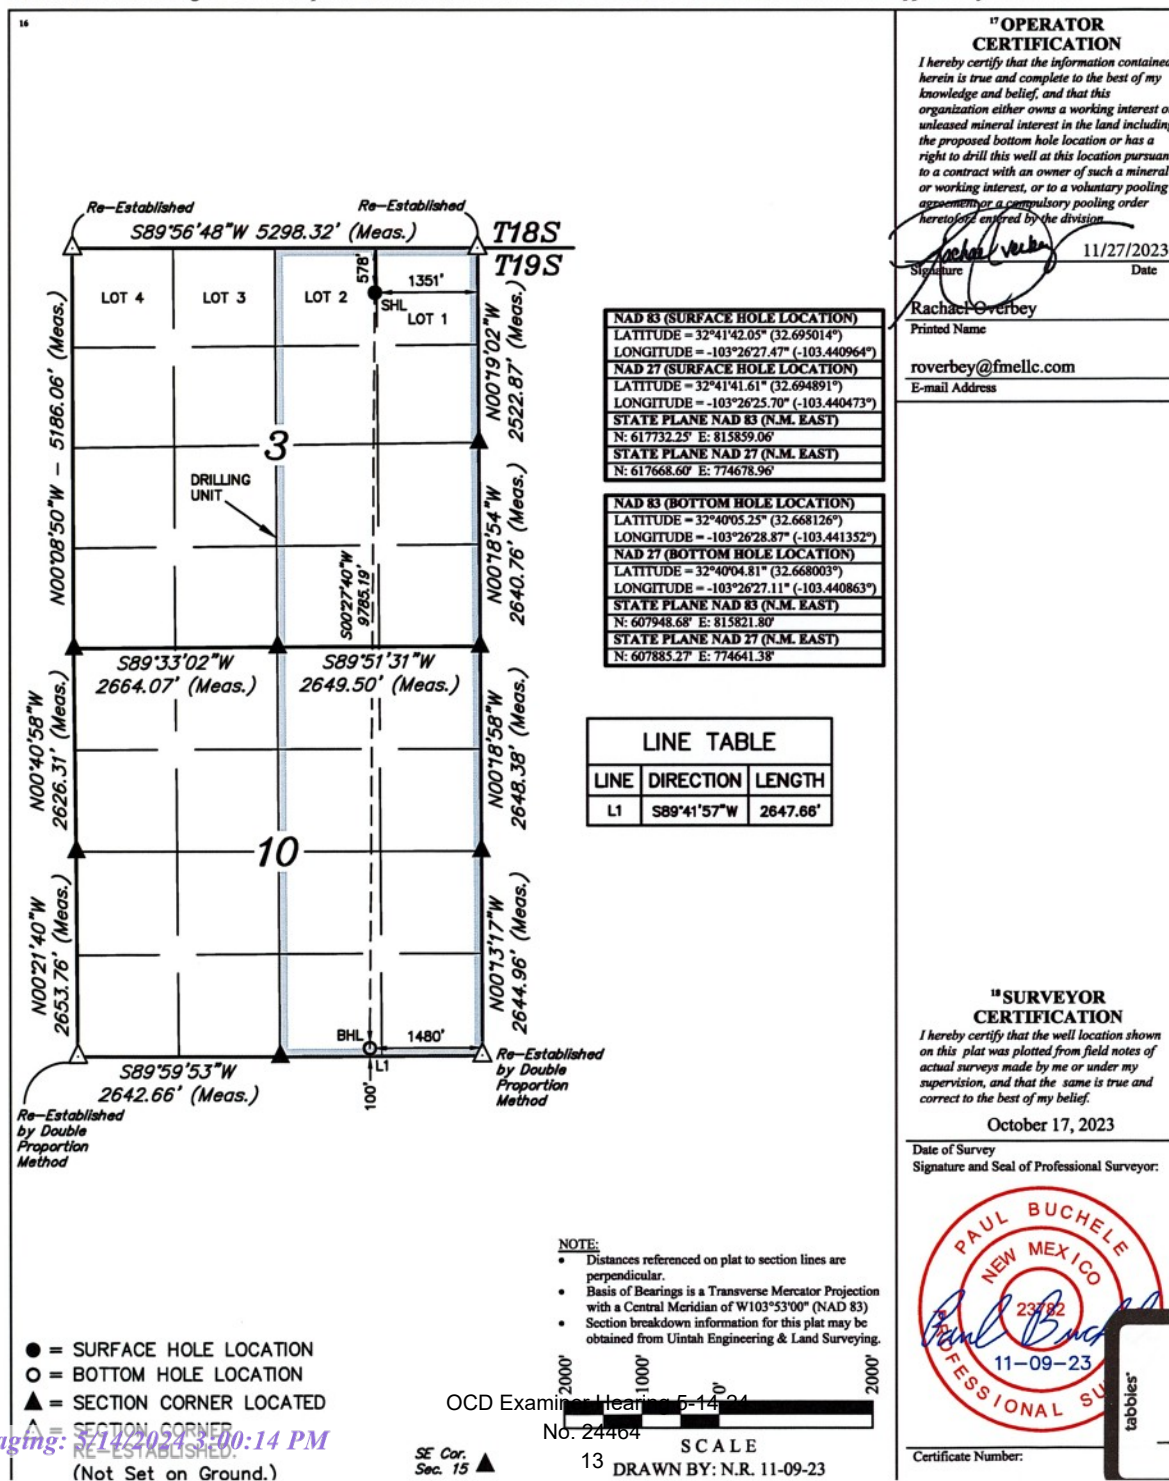 16
17 OPERATOR
CERTIFICATION
I hereby certify that the information contained
herein is true and complete to the best of my
knowledge and belief, and that this
organization either owns a working interest o
unleased mineral interest in the land including
the proposed bottom hole location or has a
right to drill this well at this location pursuan
to a contract with an owner of such a mineral
or working interest, or to a voluntary pooling
agreement or a compulsory pooling order
heretofore entered by the division.
11/27/2023
Signature Date
Rachael Overbey
Printed Name
roverbey@fmellc.com
E-mail Address
Re-Established Re-Established
S89°56'48"W 5298.32' (Meas.)
T18S
T19S
578'
1351'
LOT 4 LOT 3 LOT 2 SHL LOT 1
N00°08'50"W - 5186.06' (Meas.)
N00°19'02"W
2522.87' (Meas.)
3
DRILLING
UNIT
S00°27'40"W
9785.19'
N00°18'54"W
2640.76' (Meas.)
S89°33'02"W
2664.07' (Meas.)
S89°51'31"W
2649.50' (Meas.)
N00°40'58"W
2626.31' (Meas.)
N00°18'58"W
2648.38' (Meas.)
10
N00°21'40"W
2653.76' (Meas.)
N00°13'17"W
2644.96' (Meas.)
BHL 1480'
L1
100'
S89°59'53"W
2642.66' (Meas.)
Re-Established
by Double
Proportion
Method
Re-Established
by Double
Proportion
Method
NAD 83 (SURFACE HOLE LOCATION)
LATITUDE = 32°41'42.05" (32.695014°)
LONGITUDE = -103°26'27.47" (-103.440964°)
NAD 27 (SURFACE HOLE LOCATION)
LATITUDE = 32°41'41.61" (32.694891°)
LONGITUDE = -103°26'25.70" (-103.440473°)
STATE PLANE NAD 83 (N.M. EAST)
N: 617732.25' E: 815859.06'
STATE PLANE NAD 27 (N.M. EAST)
N: 617668.60' E: 774678.96'
NAD 83 (BOTTOM HOLE LOCATION)
LATITUDE = 32°40'05.25" (32.668126°)
LONGITUDE = -103°26'28.87" (-103.441352°)
NAD 27 (BOTTOM HOLE LOCATION)
LATITUDE = 32°40'04.81" (32.668003°)
LONGITUDE = -103°26'27.11" (-103.440863°)
STATE PLANE NAD 83 (N.M. EAST)
N: 607948.68' E: 815821.80'
STATE PLANE NAD 27 (N.M. EAST)
N: 607885.27' E: 774641.38'
LINE TABLE
LINE DIRECTION LENGTH
L1 S89°41'57"W 2647.66'
18 SURVEYOR
CERTIFICATION
I hereby certify that the well location shown
on this plat was plotted from field notes of
actual surveys made by me or under my
supervision, and that the same is true and
correct to the best of my belief.
October 17, 2023
Date of Survey
Signature and Seal of Professional Surveyor:
PAUL BUCHELE
NEW MEXICO
23782
11-09-23
PROFESSIONAL SU
tabbies®
Certificate Number:
NOTE:
• Distances referenced on plat to section lines are
perpendicular.
• Basis of Bearings is a Transverse Mercator Projection
with a Central Meridian of W103°53'00" (NAD 83)
• Section breakdown information for this plat may be
obtained from Uintah Engineering & Land Surveying.
● = SURFACE HOLE LOCATION
○ = BOTTOM HOLE LOCATION
▲ = SECTION CORNER LOCATED
△ = SECTION CORNER
RE-ESTABLISHED.
(Not Set on Ground.)
aging: 5/14/2024 3:00:14 PM
2000' 1000' 0' 2000'
OCD Examiner Hearing 5-14-24
No. 24464
13
SCALE
DRAWN BY: N.R. 11-09-23
SE Cor.
Sec. 15 ▲